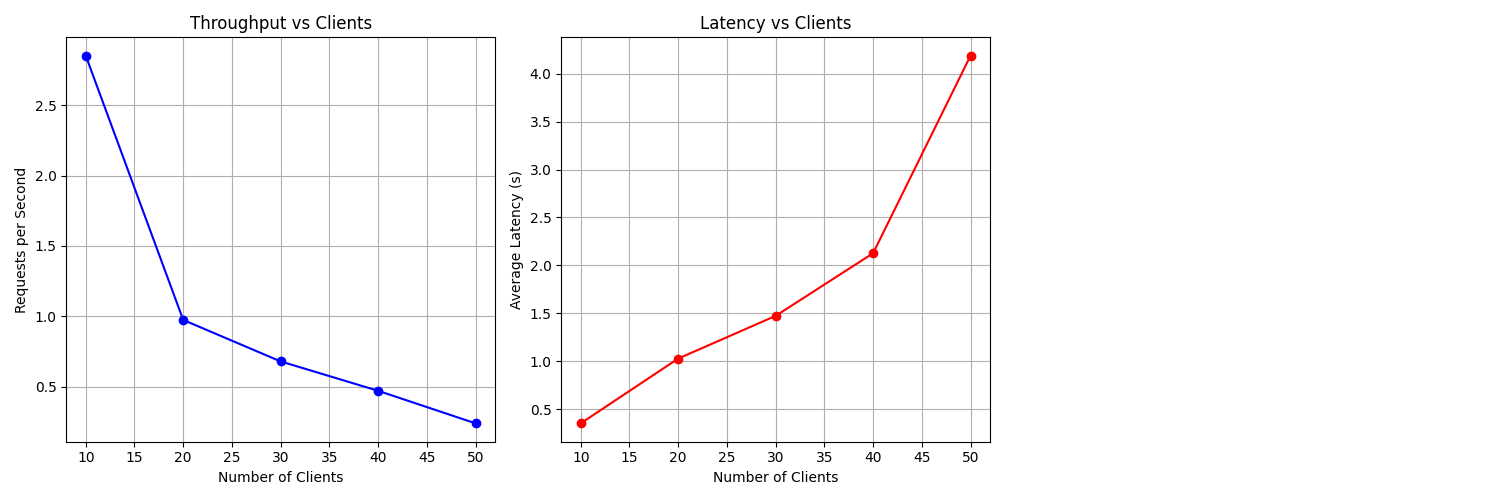 Throughput vs Clients
Requests per Second
2.5
2.0
1.5
1.0
0.5
10 15 20 25 30 35 40 45 50
Number of Clients
Latency vs Clients
Average Latency (s)
4.0
3.5
3.0
2.5
2.0
1.5
1.0
0.5
10 15 20 25 30 35 40 45 50
Number of Clients